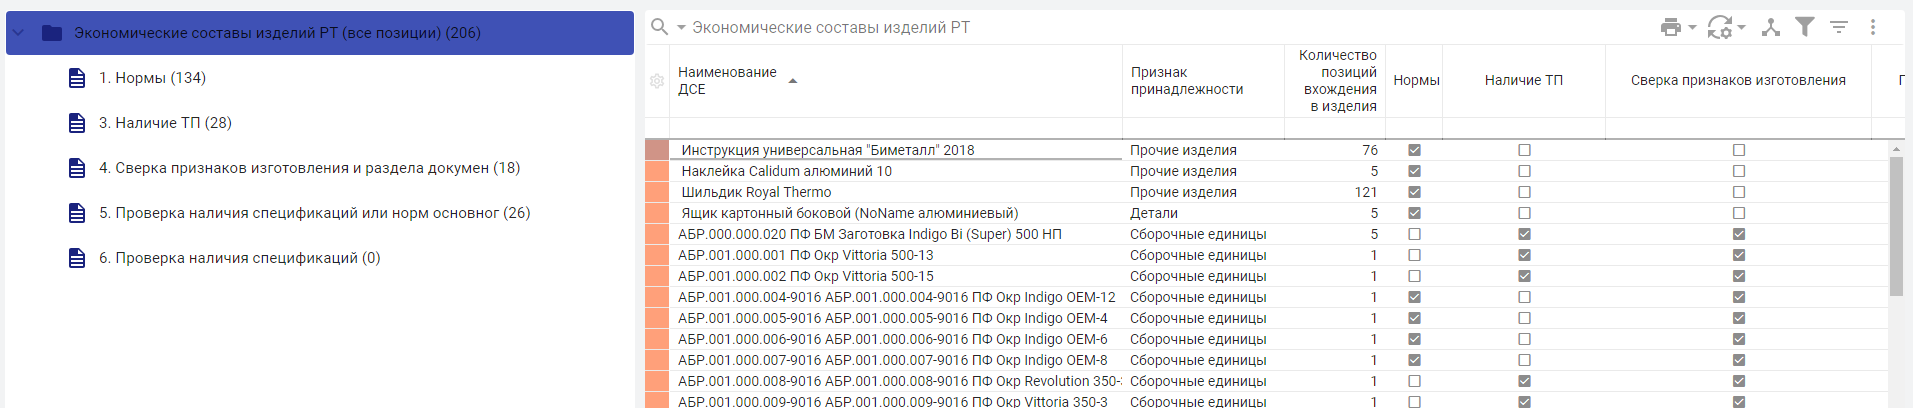 Экономические составы изделий РТ (все позиции) (206)
1. Нормы (134)
3. Наличие ТП (28)
4. Сверка признаков изготовления и раздела докумен (18)
5. Проверка наличия спецификаций или норм основног (26)
6. Проверка наличия спецификаций (0)
Экономические составы изделий РТ
Наименование ДСЕ
Признак принадлежности
Количество позиций вхождения в изделия
Нормы
Наличие ТП
Сверка признаков изготовления
Инструкция универсальная "Биметалл" 2018 Прочие изделия 76
Наклейка Calidum алюминий 10 Прочие изделия 5
Шильдик Royal Thermo Прочие изделия 121
Ящик картонный боковой (NoName алюминиевый) Детали 5
АБР.000.000.020 ПФ БМ Заготовка Indigo Bi (Super) 500 НП Сборочные единицы 5
АБР.001.000.001 ПФ Окр Vittoria 500-13 Сборочные единицы 1
АБР.001.000.002 ПФ Окр Vittoria 500-15 Сборочные единицы 1
АБР.001.000.004-9016 АБР.001.000.004-9016 ПФ Окр Indigo OEM-12 Сборочные единицы 1
АБР.001.000.005-9016 АБР.001.000.005-9016 ПФ Окр Indigo OEM-4 Сборочные единицы 1
АБР.001.000.006-9016 АБР.001.000.006-9016 ПФ Окр Indigo OEM-6 Сборочные единицы 1
АБР.001.000.007-9016 АБР.001.000.007-9016 ПФ Окр Indigo OEM-8 Сборочные единицы 1
АБР.001.000.008-9016 АБР.001.000.008-9016 ПФ Окр Revolution 350- Сборочные единицы 1
АБР.001.000.009-9016 АБР.001.000.009-9016 ПФ Окр Vittoria 350-3 Сборочные единицы 1